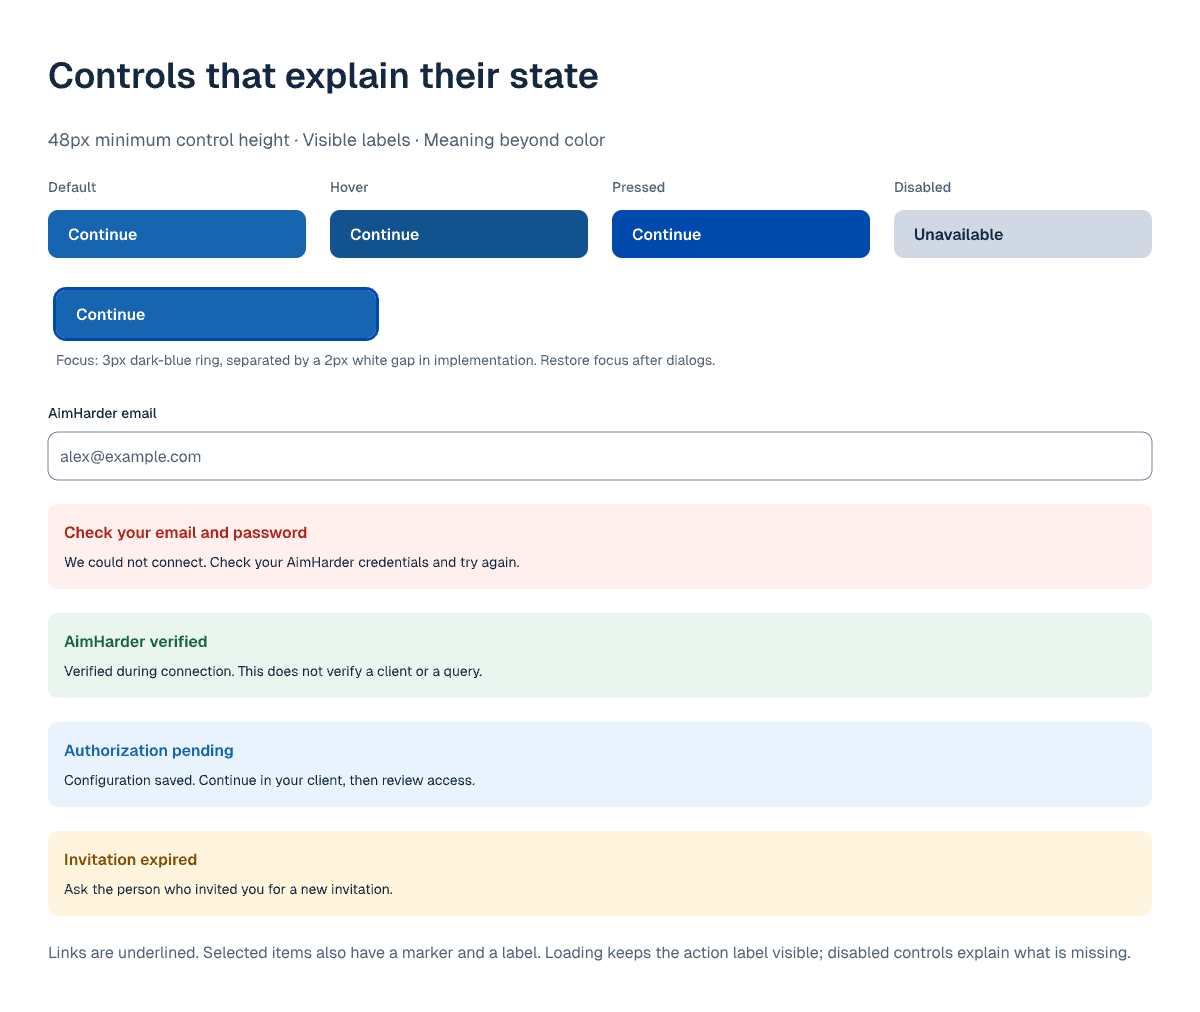 Controls that explain their state
48px minimum control height · Visible labels · Meaning beyond color
Default
Hover
Pressed
Disabled
Continue
Continue
Continue
Unavailable
Continue
Focus: 3px dark-blue ring, separated by a 2px white gap in implementation. Restore focus after dialogs.
AimHarder email
alex@example.com
Check your email and password
We could not connect. Check your AimHarder credentials and try again.
AimHarder verified
Verified during connection. This does not verify a client or a query.
Authorization pending
Configuration saved. Continue in your client, then review access.
Invitation expired
Ask the person who invited you for a new invitation.
Links are underlined. Selected items also have a marker and a label. Loading keeps the action label visible; disabled controls explain what is missing.